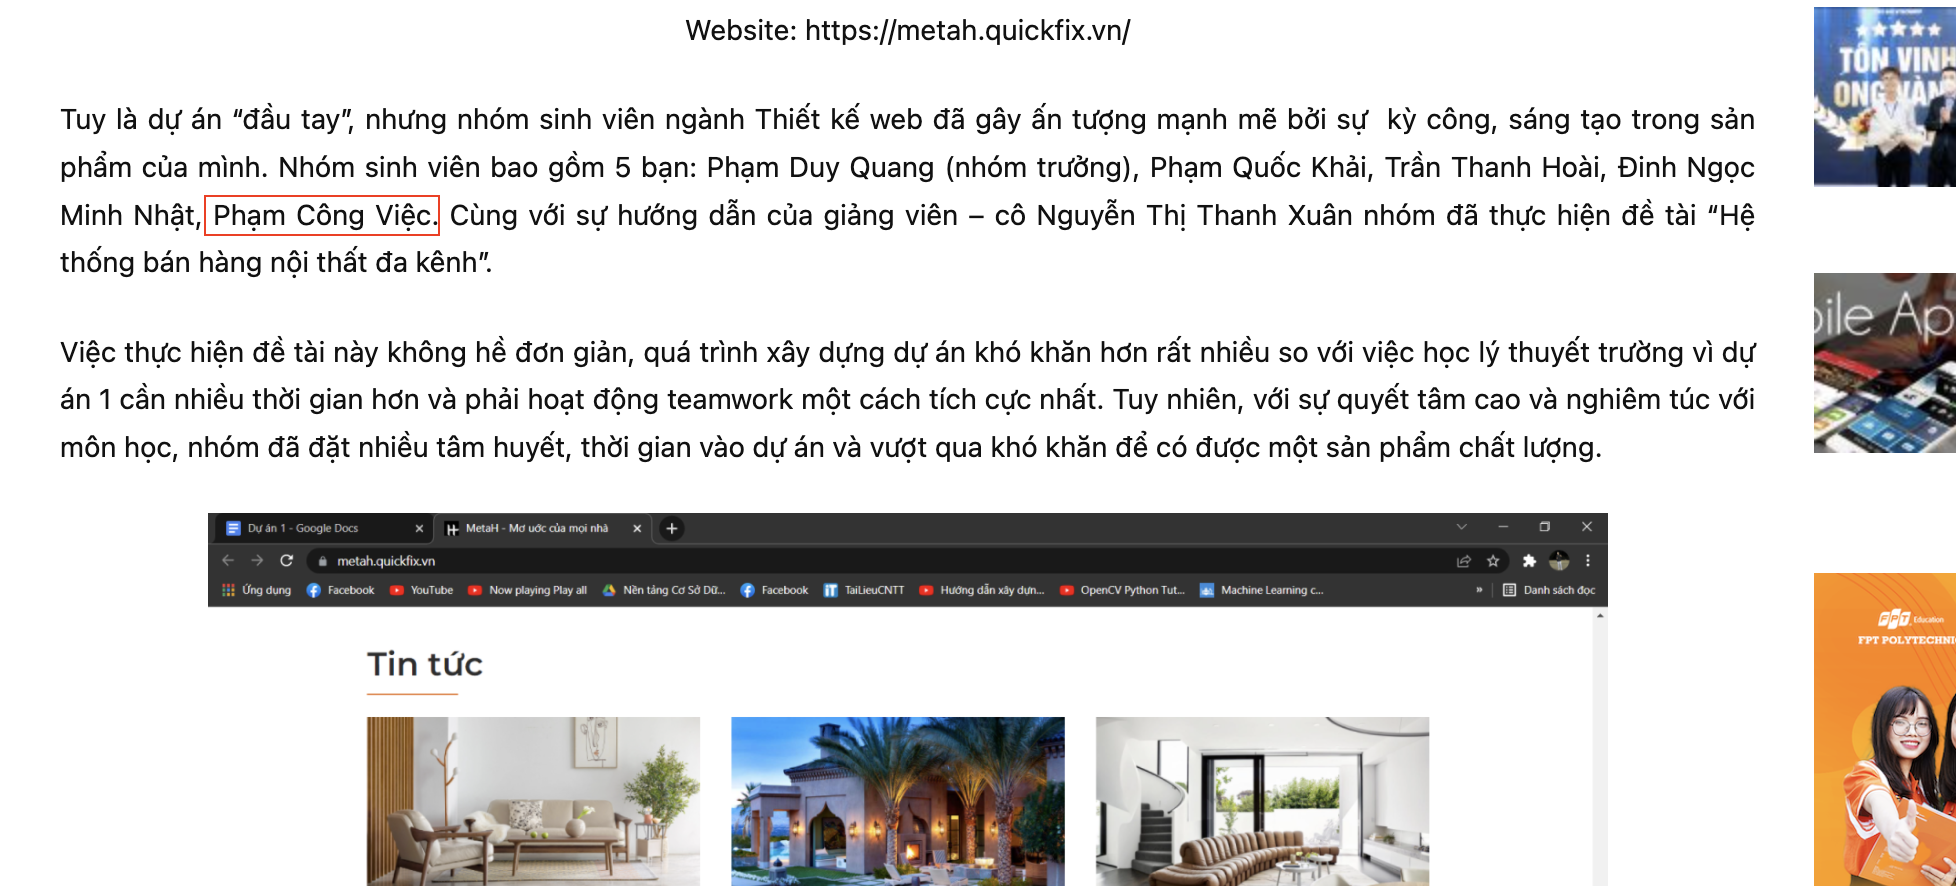 Website: https://metah.quickfix.vn/
Tuy là dự án “đầu tay”, nhưng nhóm sinh viên ngành Thiết kế web đã gây ấn tượng mạnh mẽ bởi sự  kỳ công, sáng tạo trong sản
phẩm của mình. Nhóm sinh viên bao gồm 5 bạn: Phạm Duy Quang (nhóm trưởng), Phạm Quốc Khải, Trần Thanh Hoài, Đinh Ngọc
Minh Nhật, Phạm Công Việc. Cùng với sự hướng dẫn của giảng viên – cô Nguyễn Thị Thanh Xuân nhóm đã thực hiện đề tài “Hệ
thống bán hàng nội thất đa kênh”.
Việc thực hiện đề tài này không hề đơn giản, quá trình xây dựng dự án khó khăn hơn rất nhiều so với việc học lý thuyết trường vì dự
án 1 cần nhiều thời gian hơn và phải hoạt động teamwork một cách tích cực nhất. Tuy nhiên, với sự quyết tâm cao và nghiêm túc với
môn học, nhóm đã đặt nhiều tâm huyết, thời gian vào dự án và vượt qua khó khăn để có được một sản phẩm chất lượng.
Dự án 1 - Google Docs
MetaH - Mơ uớc của mọi nhà
metah.quickfix.vn
Ứng dụng Facebook YouTube Now playing Play all Nền tảng Cơ Sở Dữ... Facebook TaiLieuCNTT Hướng dẫn xây dựn... OpenCV Python Tut... Machine Learning c... » Danh sách đọc
Tin tức
TÔN VINH
ONG VÀN
ile Ap
FPT Education
FPT POLYTECHNI